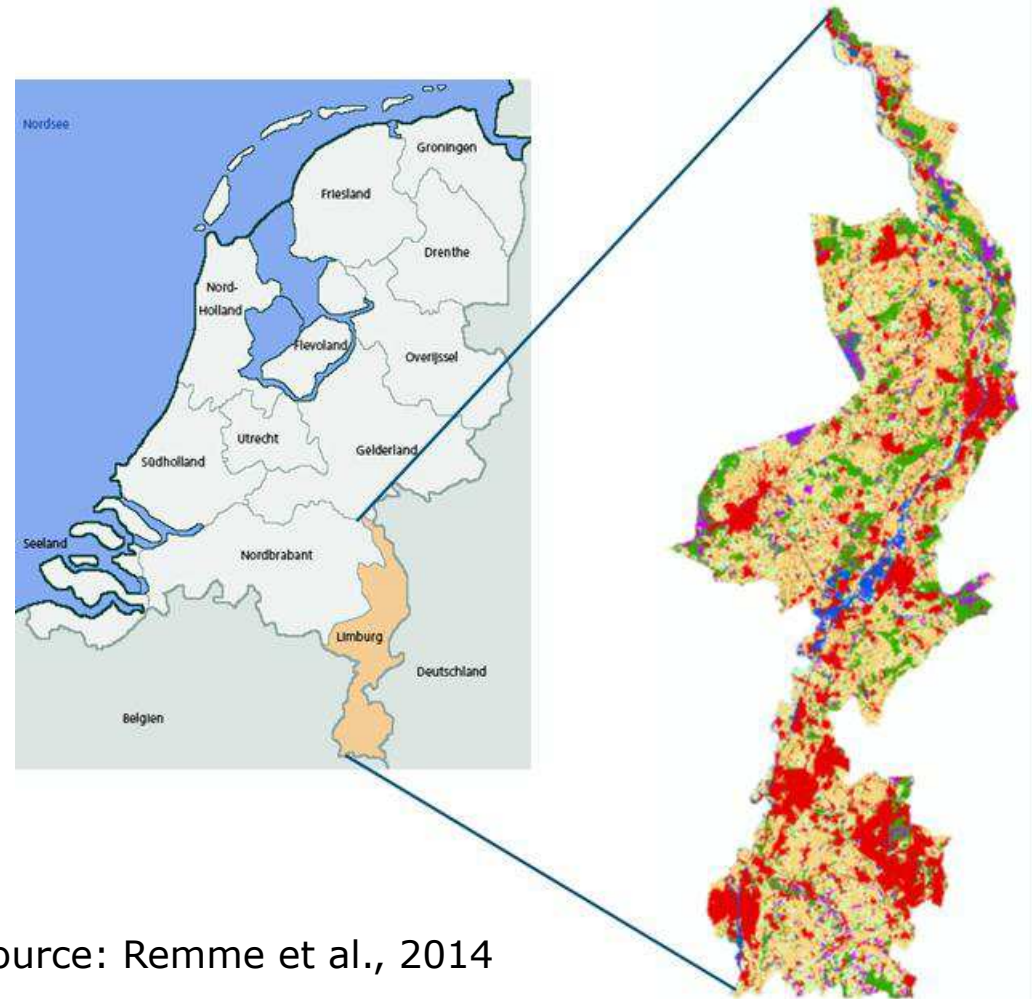 Nordsee
Groningen
Friesland
Drenthe
Nord-
Holland
Flevoland
Overijssel
Utrecht
Gelderland
Südholland
Seeland
Nordbrabant
Limburg
Deutschland
Belgien
ource: Remme et al., 2014